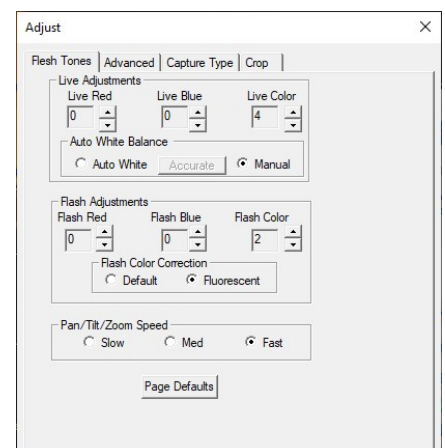 Adjust
Flesh Tones Advanced Capture Type Crop
Live Adjustments
Live Red Live Blue Live Color
0 0 4
Auto White Balance
Auto White Accurate Manual
Flash Adjustments
Flash Red Flash Blue Flash Color
0 0 2
Flash Color Correction
Default Fluorescent
Pan/Tilt/Zoom Speed
Slow Med Fast
Page Defaults